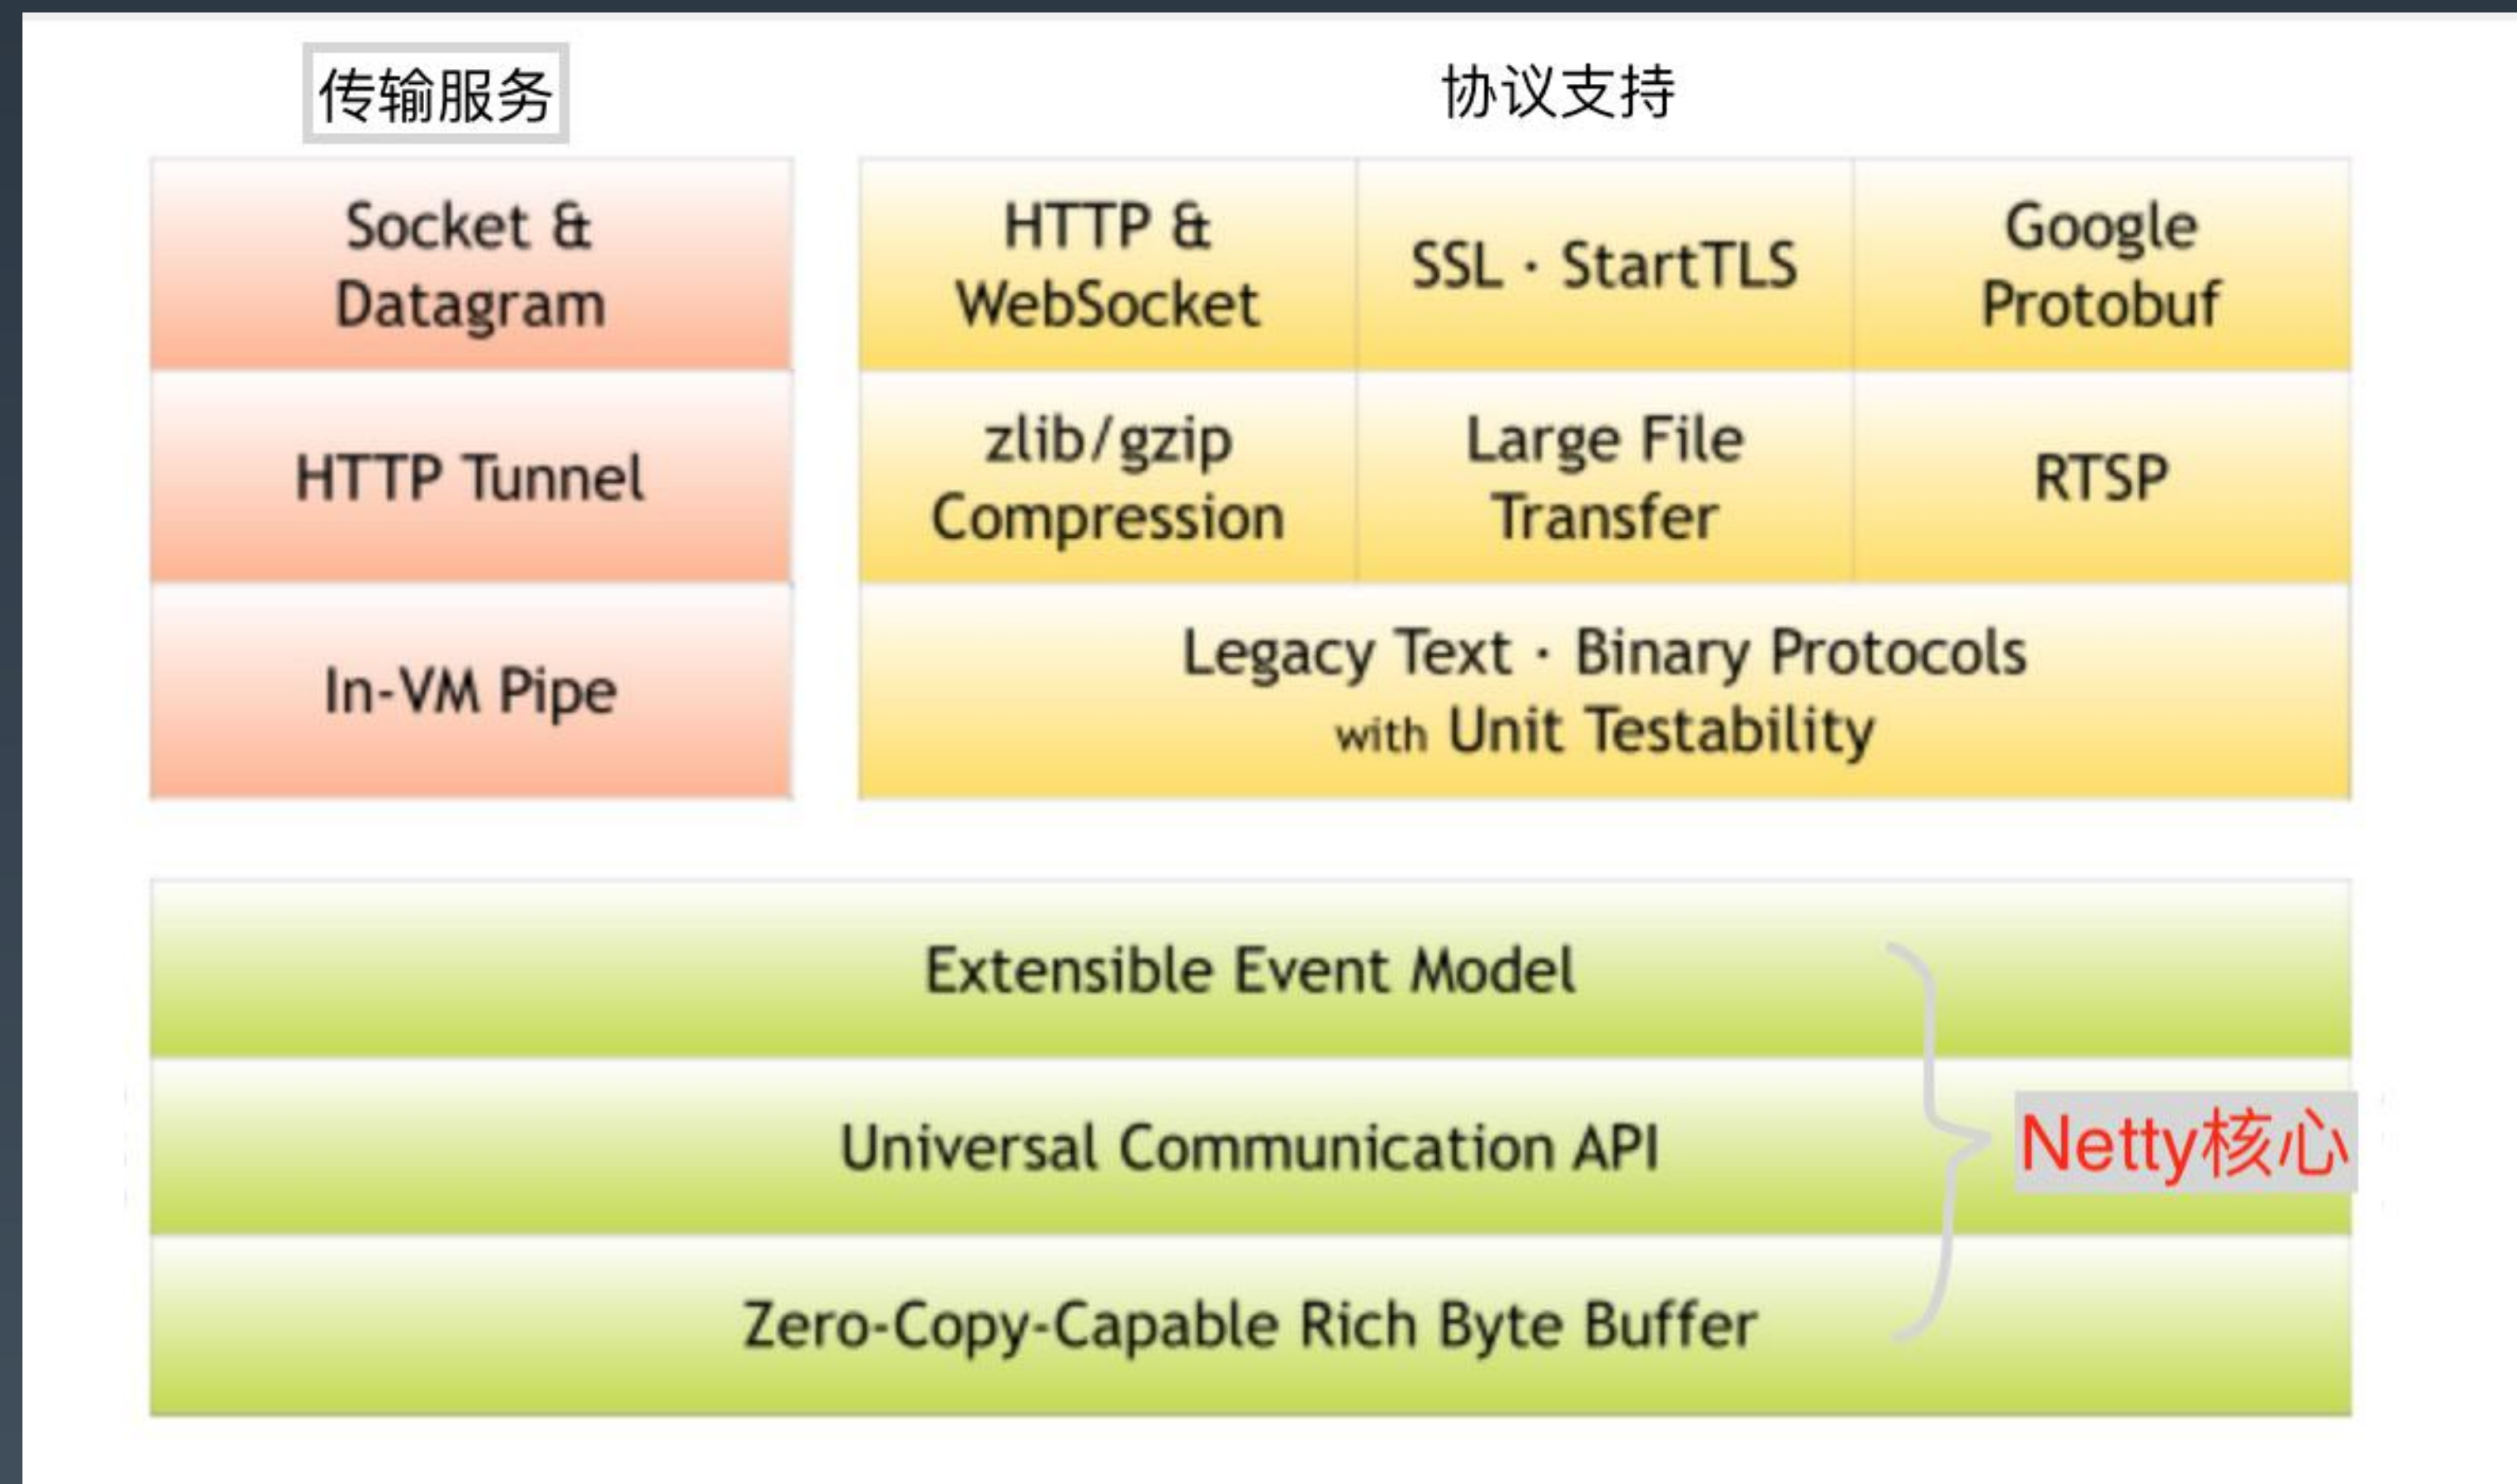 传输服务
协议支持
Socket &
Datagram
HTTP Tunnel
In-VM Pipe
HTTP &
WebSocket
SSL · StartTLS
Google
Protobuf
zlib/gzip
Compression
Large File
Transfer
RTSP
Legacy Text · Binary Protocols
with Unit Testability
Extensible Event Model
Universal Communication API
Zero-Copy-Capable Rich Byte Buffer
Netty核心